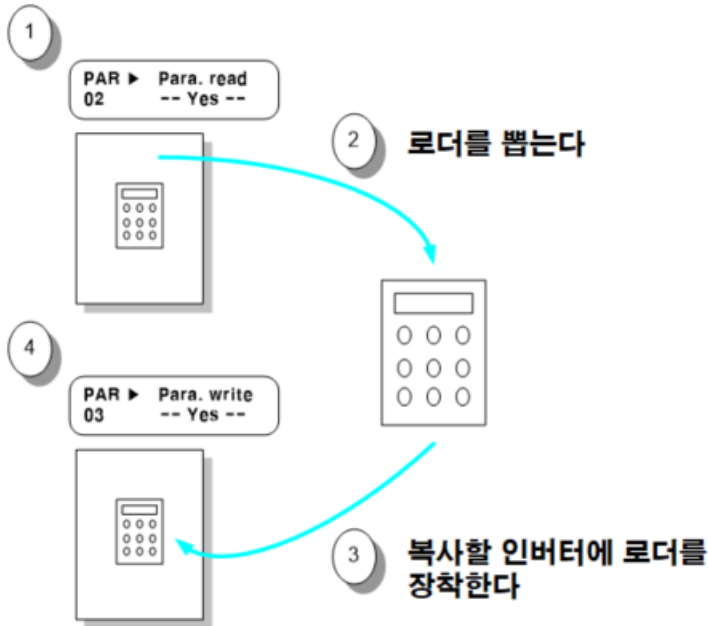 1
PAR ▶ Para. read
02 -- Yes --
2
로더를 뽑는다
3
복사할 인버터에 로더를
장착한다
4
PAR ▶ Para. write
03 -- Yes --